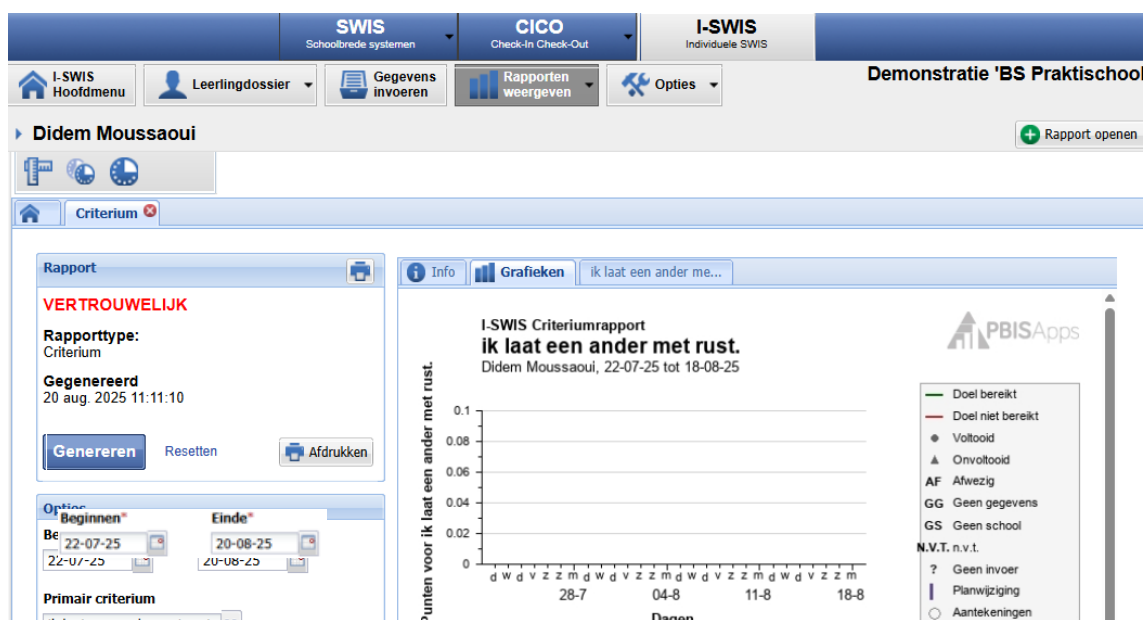 SWIS
Schoolbrede systemen
CICO
Check-In Check-Out
I-SWIS
Individuele SWIS
I-SWIS
Hoofdmenu
Leerlingdossier
Gegevens
invoeren
Rapporten
weergeven
Opties
Demonstratie 'BS Praktischool
Didem Moussaoui
Rapport openen
Criterium
Rapport
VERTROUWELIJK
Rapporttype:
Criterium
Gegenereerd
20 aug. 2025 11:11:10
Genereren
Resetten
Afdrukken
Opties
Beginnen*
Einde*
Be
22-07-25
20-08-25
22-07-25
20-08-25
Primair criterium
Info
Grafieken
ik laat een ander me...
I-SWIS Criteriumrapport
ik laat een ander met rust.
Didem Moussaoui, 22-07-25 tot 18-08-25
PBISApps
Punten voor ik laat een ander met rust.
0.1
0.08
0.06
0.04
0.02
0
d w d v z z m d w d v z z m d w d v z z m d w d v z z m
28-7 04-8 11-8 18-8
Dagen
Doel bereikt
Doel niet bereikt
Voltooid
Onvoltooid
AF Afwezig
GG Geen gegevens
GS Geen school
N.V.T. n.v.t.
? Geen invoer
Planwijziging
Aantekeningen